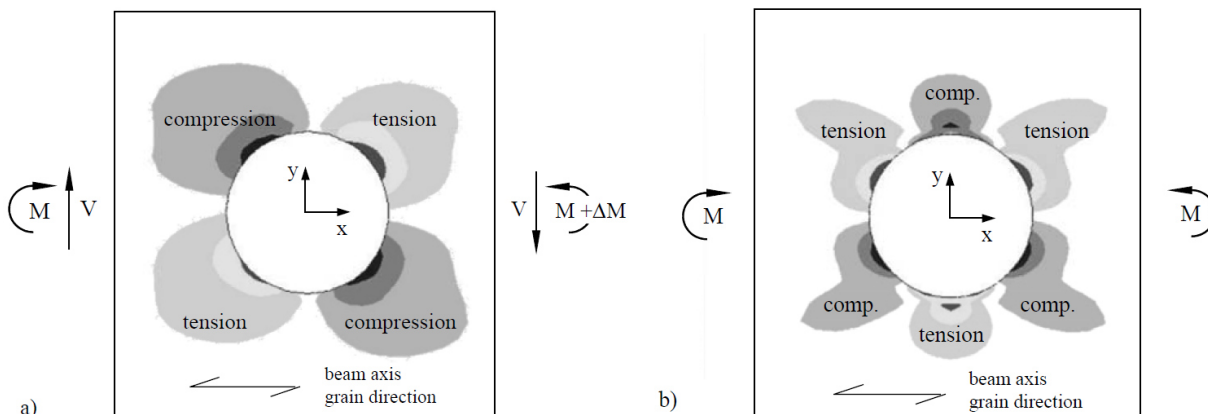 compression
tension
y
x
M
V
V
M +ΔM
tension
compression
beam axis
grain direction
a)
comp.
tension
tension
y
x
M
M
comp.
comp.
tension
beam axis
grain direction
b)